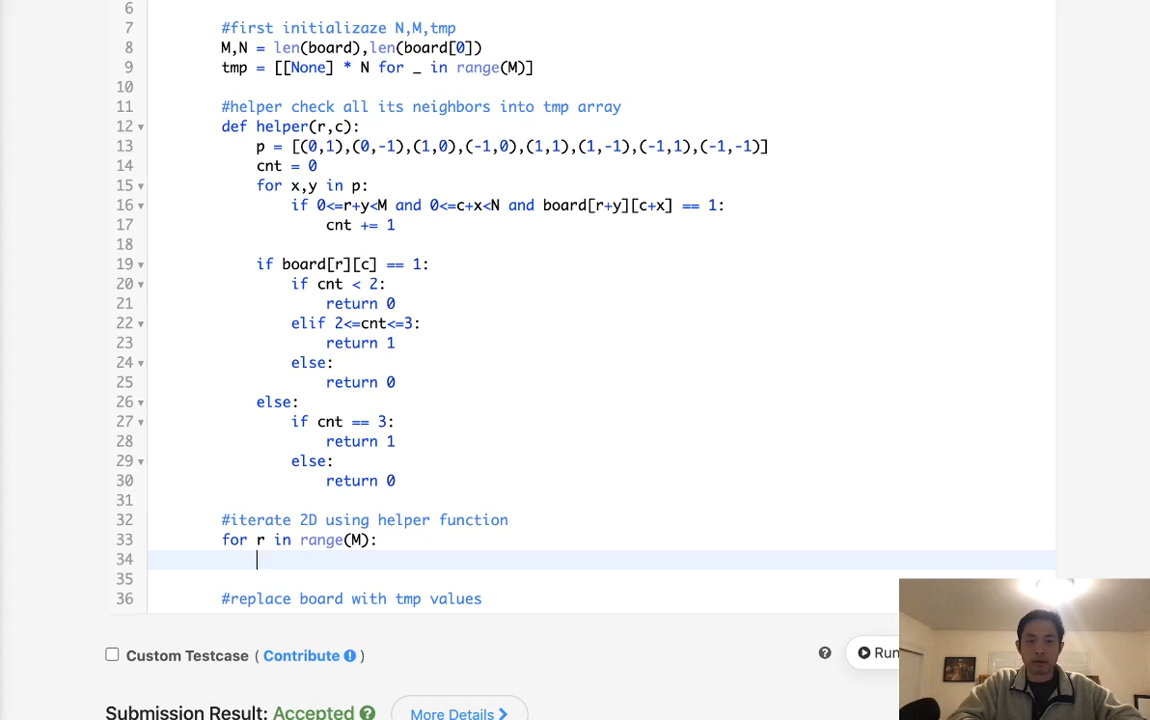 6
7 #first initializaze N,M,tmp
8 M,N = len(board),len(board[0])
9 tmp = [[None] * N for _ in range(M)]
10
11 #helper check all its neighbors into tmp array
12 def helper(r,c):
13 p = [(0,1),(0,-1),(1,0),(-1,0),(1,1),(1,-1),(-1,1),(-1,-1)]
14 cnt = 0
15 for x,y in p:
16 if 0<=r+y<M and 0<=c+x<N and board[r+y][c+x] == 1:
17 cnt += 1
18
19 if board[r][c] == 1:
20 if cnt < 2:
21 return 0
22 elif 2<=cnt<=3:
23 return 1
24 else:
25 return 0
26 else:
27 if cnt == 3:
28 return 1
29 else:
30 return 0
31
32 #iterate 2D using helper function
33 for r in range(M):
34
35
36 #replace board with tmp values
Custom Testcase ( Contribute )
? Run
Submission Result: Accepted ? More Details >